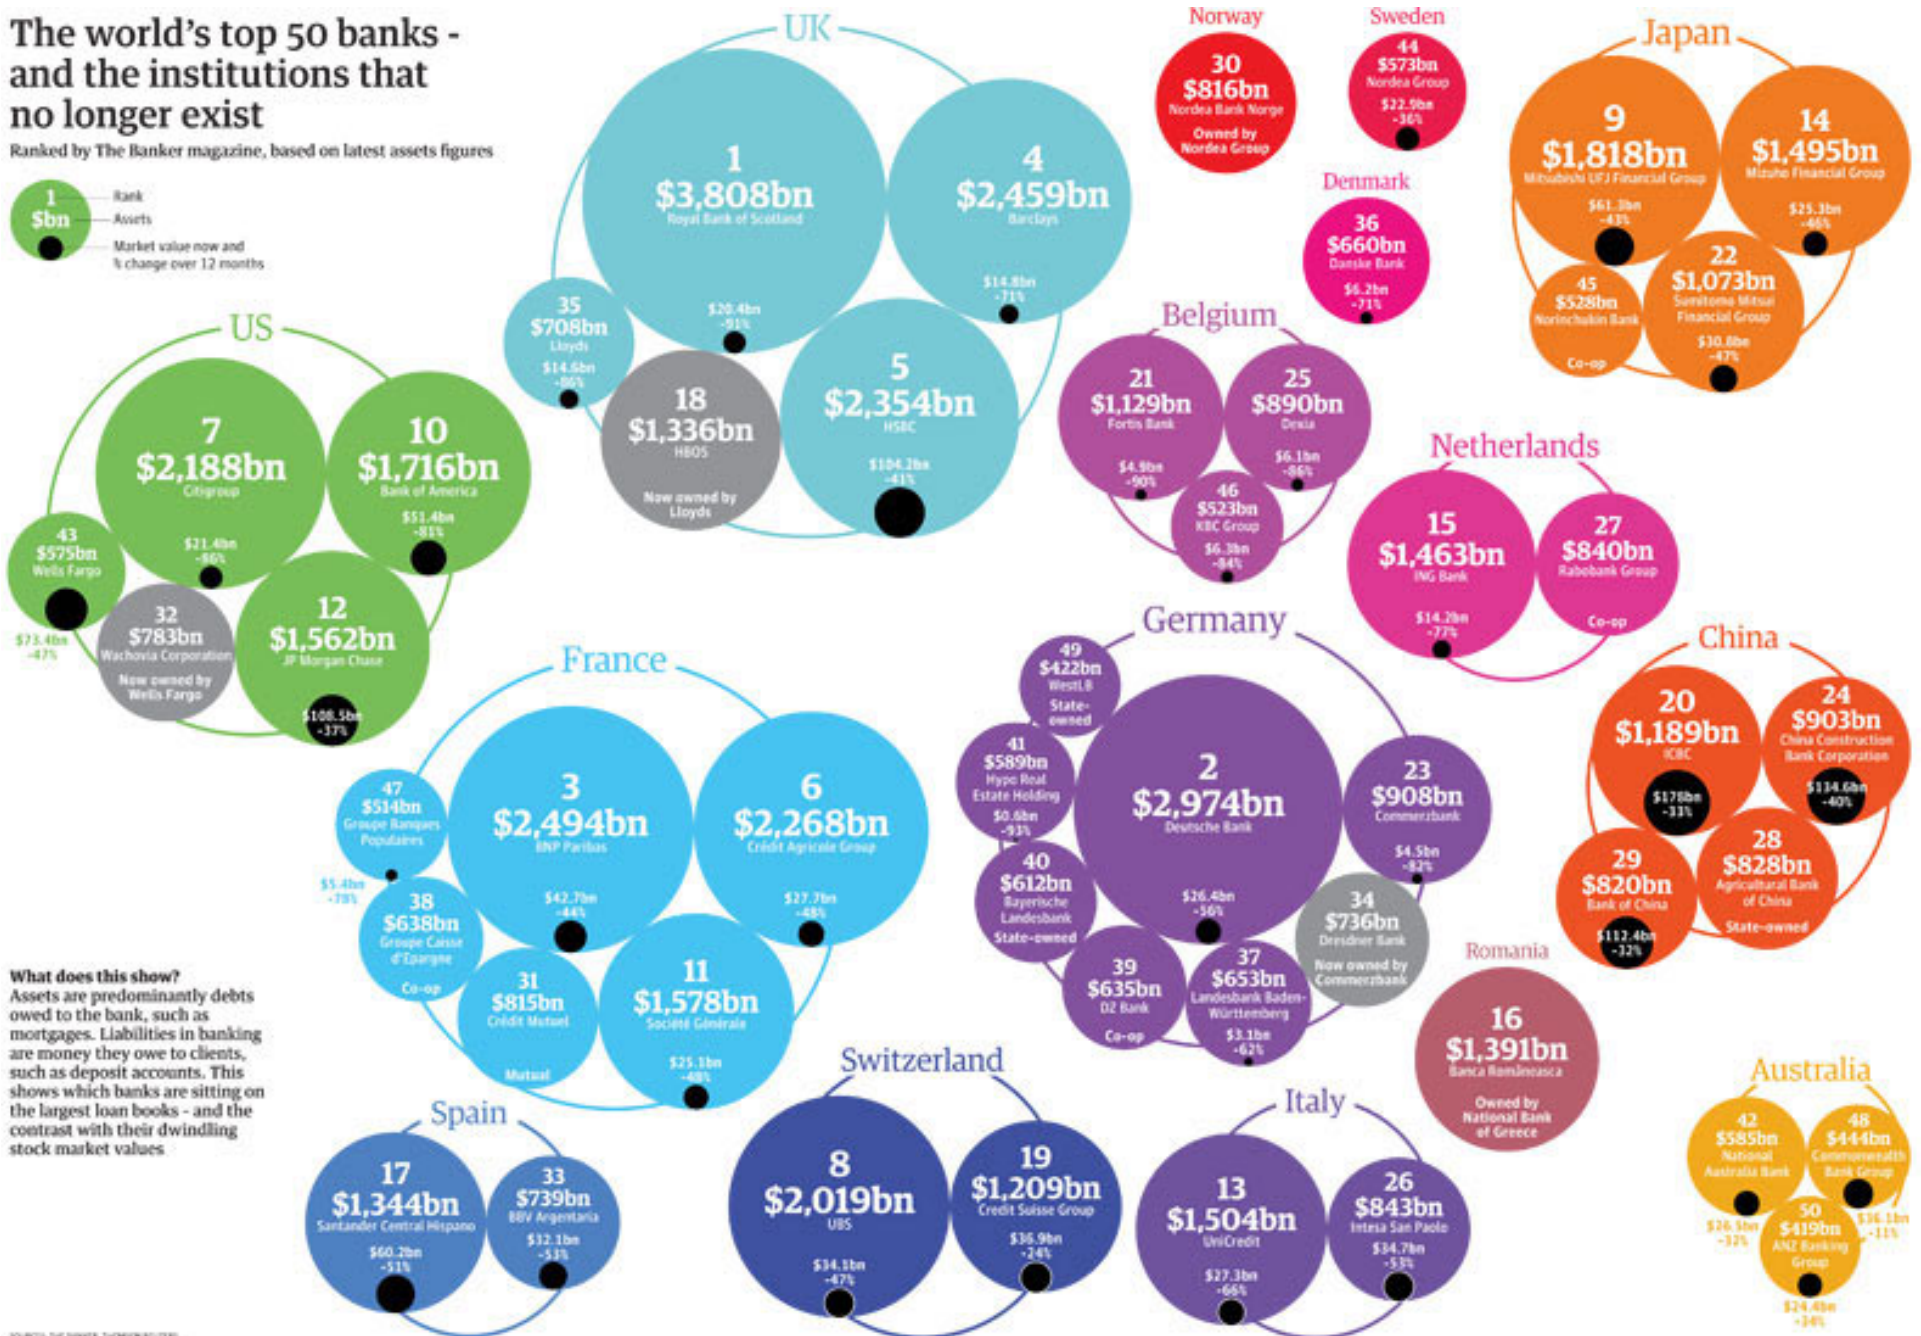 The world's top 50 banks -
and the institutions that
no longer exist
Ranked by The Banker magazine, based on latest assets figures
1
$bn
Rank
Assets
Market value now and
% change over 12 months
US
7
$2,188bn
Citigroup
$21.4bn
-86%
10
$1,716bn
Bank of America
$51.4bn
-81%
43
$575bn
Wells Fargo
$73.4bn
-47%
32
$783bn
Wachovia Corporation
Now owned by
Wells Fargo
12
$1,562bn
JP Morgan Chase
$108.5bn
-37%
UK
1
$3,808bn
Royal Bank of Scotland
$20.4bn
-91%
4
$2,459bn
Barclays
$14.8bn
-71%
35
$708bn
Lloyds
$14.6bn
-86%
18
$1,336bn
HBOS
Now owned by
Lloyds
5
$2,354bn
HSBC
$104.2bn
-41%
Norway
30
$816bn
Nordea Bank Norge
Owned by
Nordea Group
Sweden
44
$573bn
Nordea Group
$22.9bn
-36%
Denmark
36
$660bn
Danske Bank
$6.2bn
-71%
Japan
9
$1,818bn
Mitsubishi UFJ Financial Group
$61.3bn
-43%
14
$1,495bn
Mizuho Financial Group
$25.3bn
-46%
45
$528bn
Norinchukin Bank
Co-op
22
$1,073bn
Sumitomo Mitsui
Financial Group
$30.8bn
-47%
Belgium
21
$1,129bn
Fortis Bank
$4.9bn
-90%
25
$890bn
Dexia
$6.1bn
-86%
46
$523bn
KBC Group
$6.3bn
-84%
Netherlands
15
$1,463bn
ING Bank
$14.2bn
-77%
27
$840bn
Rabobank Group
Co-op
France
47
$514bn
Groupe Banques
Populaires
$5.4bn
-79%
3
$2,494bn
BNP Paribas
$42.7bn
-44%
6
$2,268bn
Crédit Agricole Group
$27.7bn
-48%
38
$638bn
Groupe Caisse
d'Epargne
Co-op
31
$815bn
Crédit Mutuel
Mutual
11
$1,578bn
Société Générale
$25.1bn
-48%
Germany
49
$422bn
WestLB
State-
owned
41
$589bn
Hypo Real
Estate Holding
$0.6bn
-93%
2
$2,974bn
Deutsche Bank
$26.4bn
-56%
23
$908bn
Commerzbank
$4.5bn
-82%
40
$612bn
Bayerische
Landesbank
State-owned
39
$635bn
DZ Bank
Co-op
37
$653bn
Landesbank Baden-
Württemberg
$3.1bn
-62%
34
$736bn
Dresdner Bank
Now owned by
Commerzbank
China
20
$1,189bn
ICBC
$178bn
-33%
24
$903bn
China Construction
Bank Corporation
$134.6bn
-40%
29
$820bn
Bank of China
$112.4bn
-32%
28
$828bn
Agricultural Bank
of China
State-owned
Romania
16
$1,391bn
Banca Românească
Owned by
National Bank
of Greece
What does this show?
Assets are predominantly debts
owed to the bank, such as
mortgages. Liabilities in banking
are money they owe to clients,
such as deposit accounts. This
shows which banks are sitting on
the largest loan books - and the
contrast with their dwindling
stock market values
Spain
17
$1,344bn
Santander Central Hispano
$60.2bn
-51%
33
$739bn
BBV Argentaria
$32.1bn
-53%
Switzerland
8
$2,019bn
UBS
$34.1bn
-47%
19
$1,209bn
Credit Suisse Group
$36.9bn
-24%
Italy
13
$1,504bn
UniCredit
$27.3bn
-66%
26
$843bn
Intesa San Paolo
$34.7bn
-53%
Australia
42
$585bn
National
Australia Bank
$26.5bn
-32%
48
$444bn
Commonwealth
Bank Group
$36.1bn
-11%
50
$419bn
ANZ Banking
Group
$24.4bn
-34%